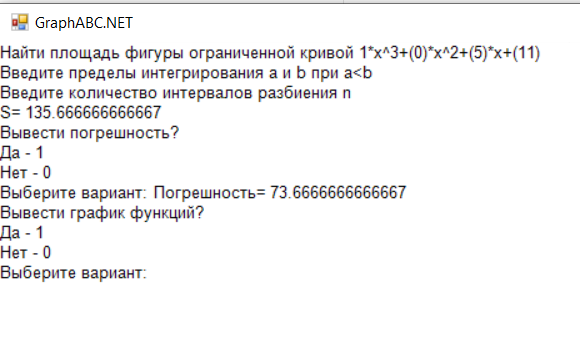 GraphABC.NET
Найти площадь фигуры ограниченной кривой 1*x^3+(0)*x^2+(5)*x+(11)
Введите пределы интегрирования a и b при a<b
Введите количество интервалов разбиения n
S= 135.666666666667
Вывести погрешность?
Да - 1
Нет - 0
Выберите вариант: Погрешность= 73.6666666666667
Вывести график функций?
Да - 1
Нет - 0
Выберите вариант: